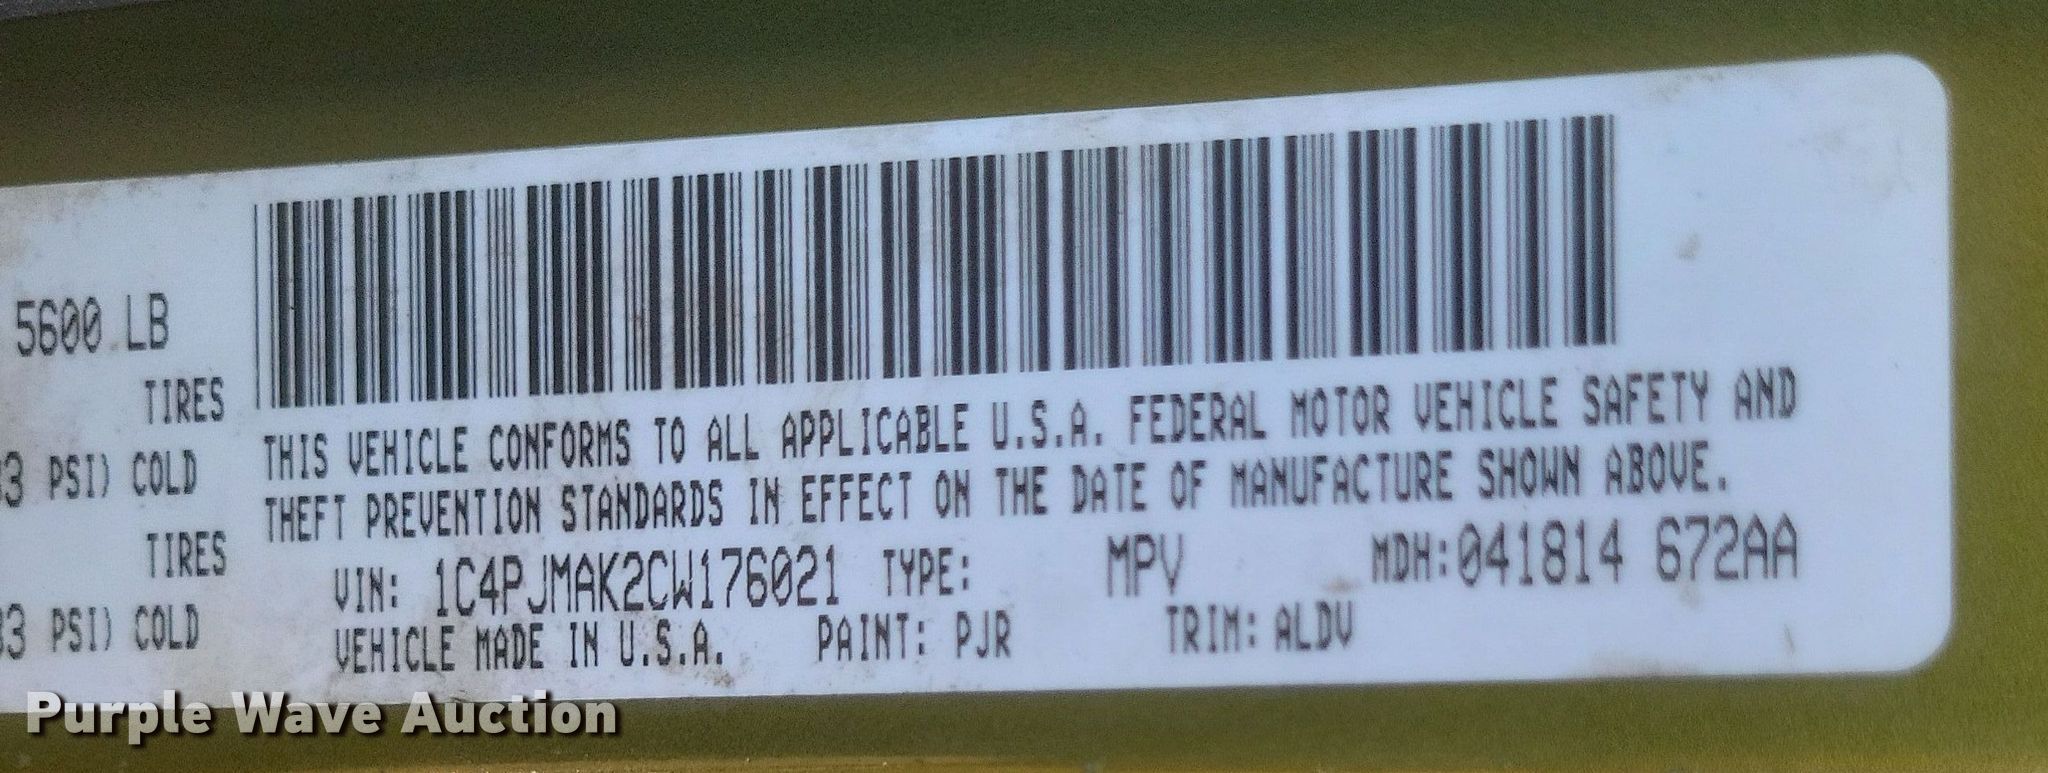 5600 LB
TIRES
33 PSI) COLD
TIRES
33 PSI) COLD
THIS VEHICLE CONFORMS TO ALL APPLICABLE U.S.A. FEDERAL MOTOR VEHICLE SAFETY AND
THEFT PREVENTION STANDARDS IN EFFECT ON THE DATE OF MANUFACTURE SHOWN ABOVE.
VIN: 1C4PJMAK2CW176021 TYPE: MPV MDH:041814 672AA
VEHICLE MADE IN U.S.A. PAINT: PJR TRIM: ALDV
Purple Wave Auction